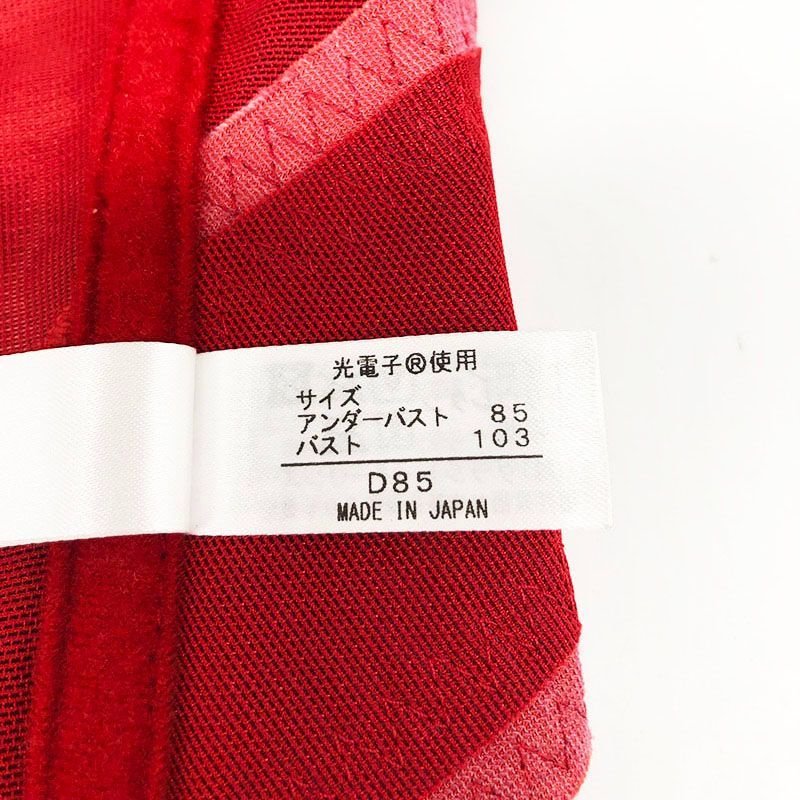 光電子®使用
サイズ
アンダーバスト 85
バスト 103
D85
MADE IN JAPAN